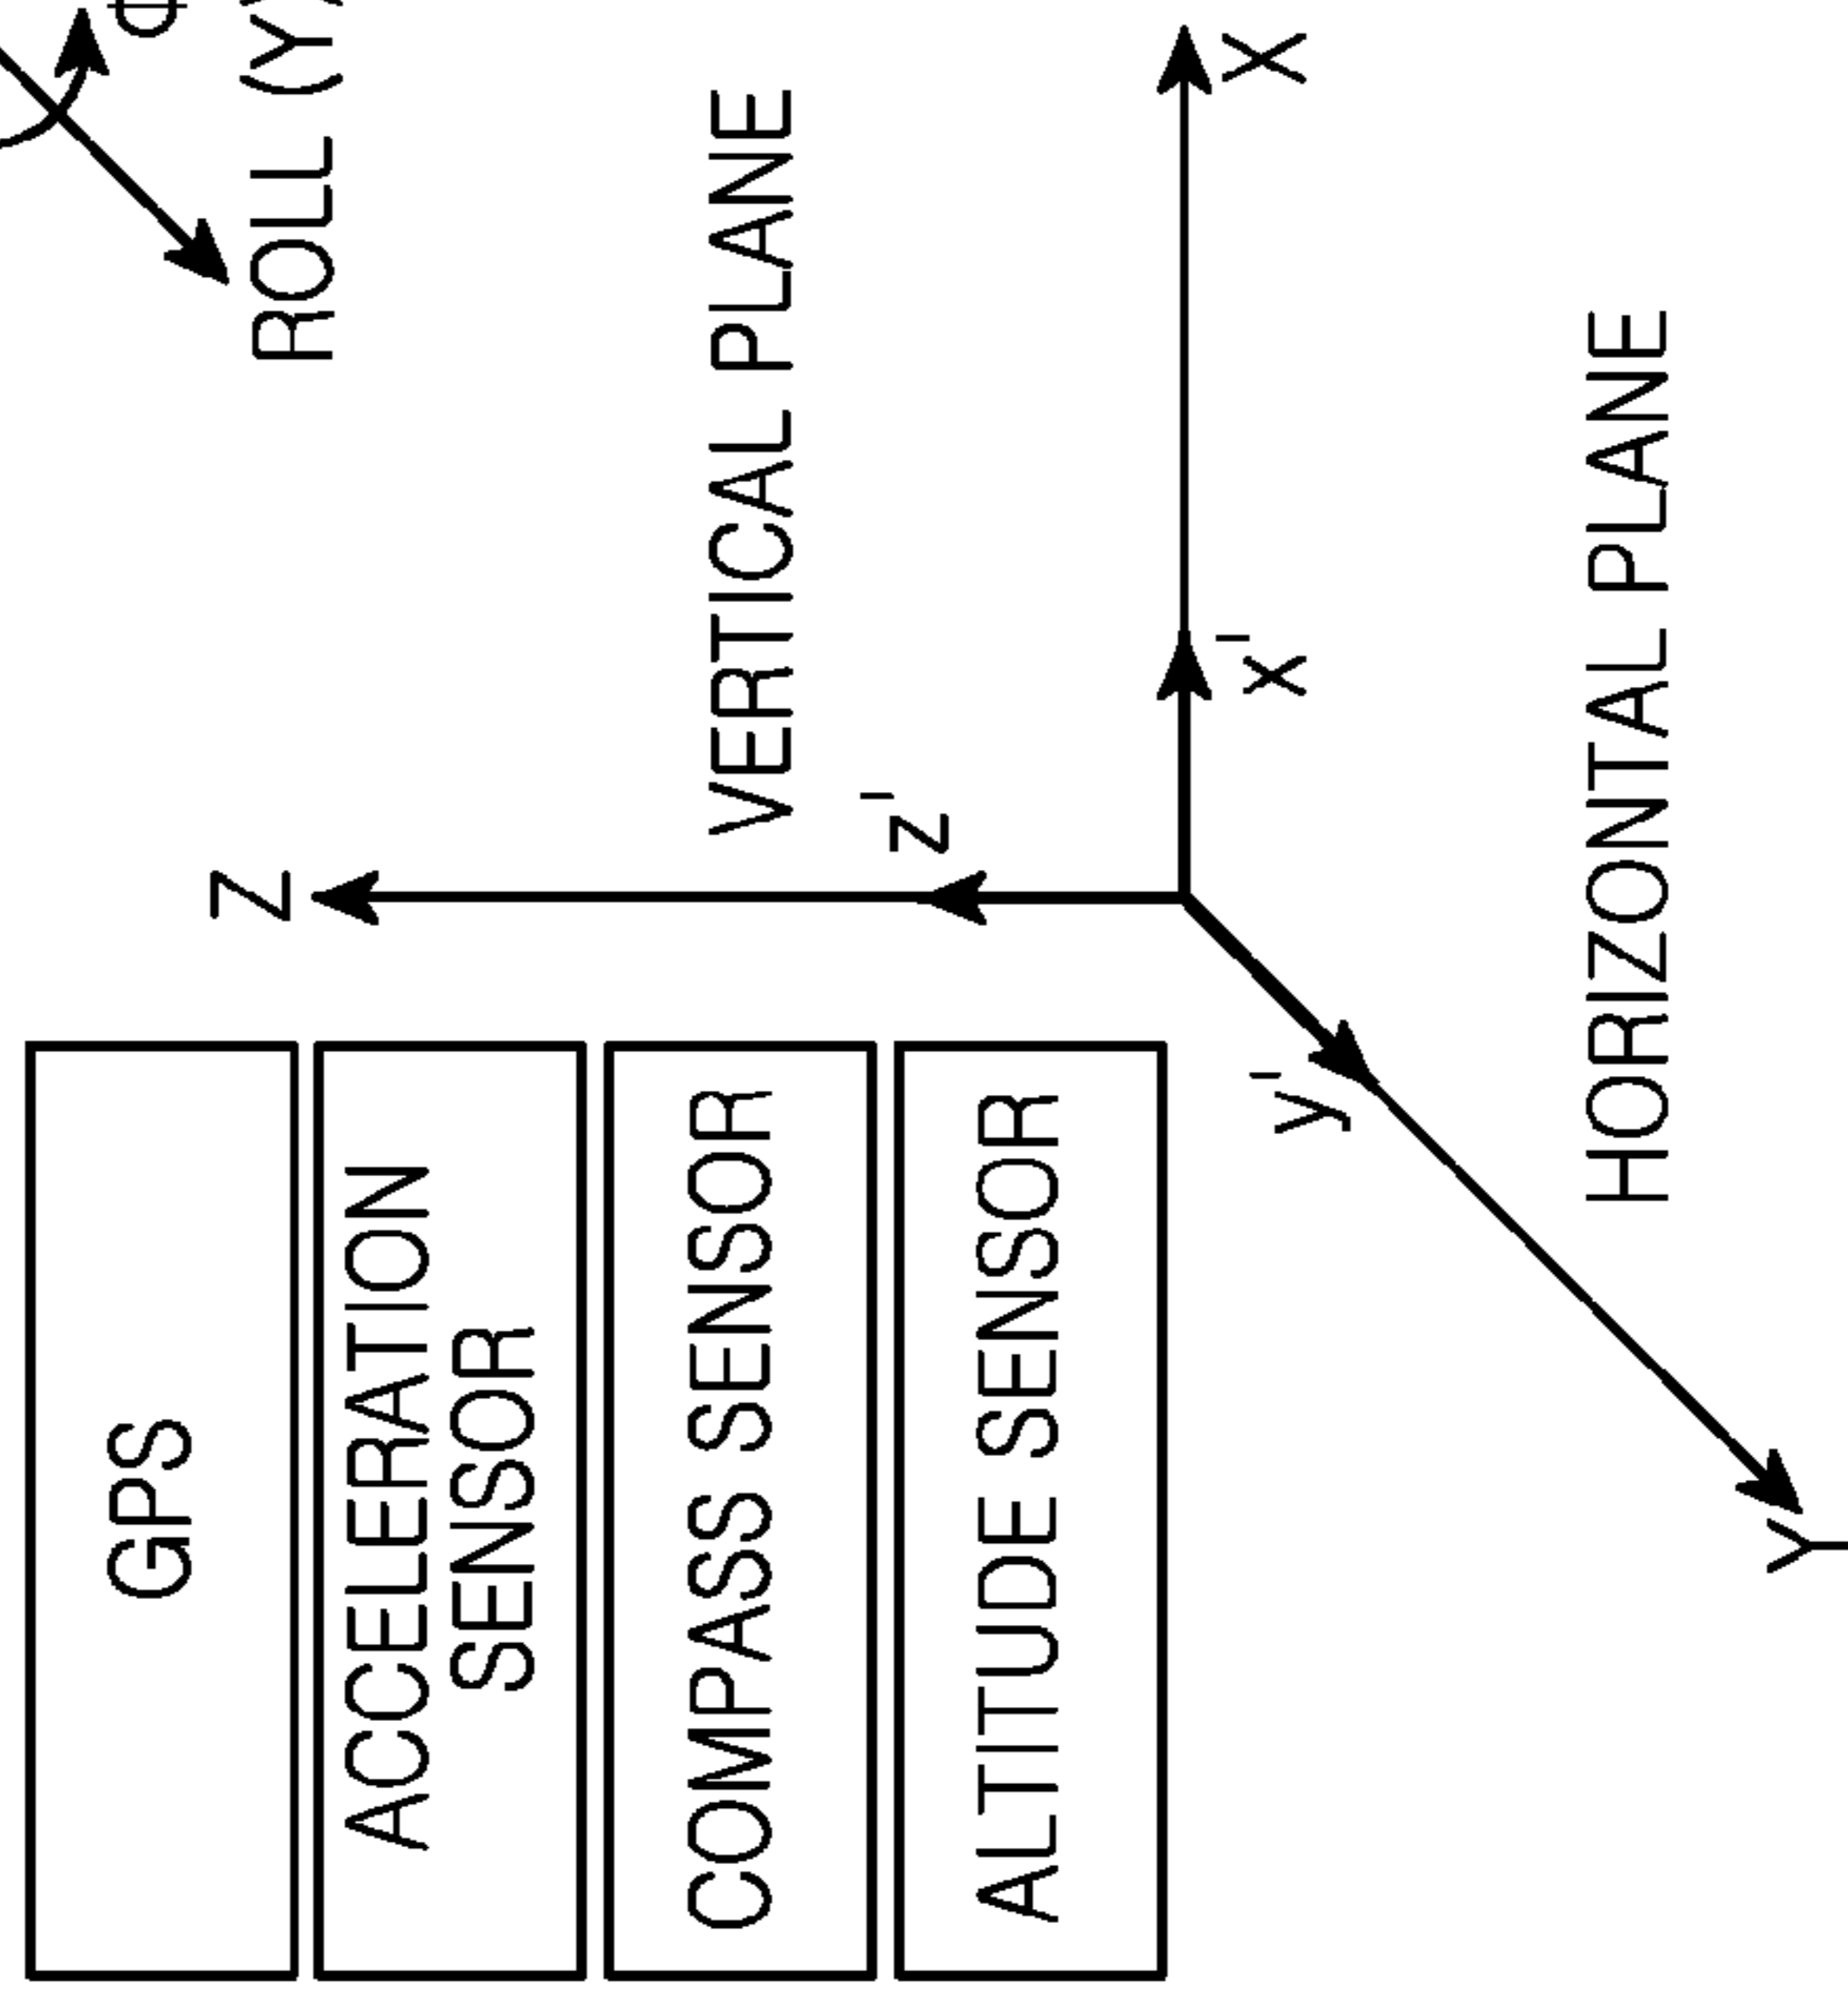 GPS
ACCELERATION
SENSOR
COMPASS SENSOR
ALTITUDE SENSOR
ROLL (Y)
Φ
Z
VERTICAL PLANE
z'
x'
X
y'
HORIZONTAL PLANE
Y